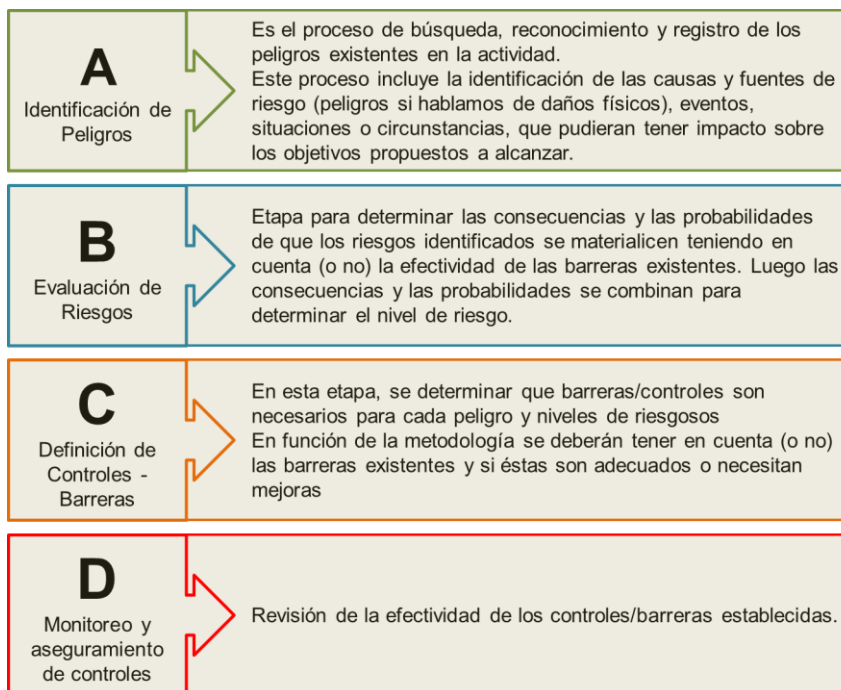 A
Identificación de
Peligros
Es el proceso de búsqueda, reconocimiento y registro de los
peligros existentes en la actividad.
Este proceso incluye la identificación de las causas y fuentes de
riesgo (peligros si hablamos de daños físicos), eventos,
situaciones o circunstancias, que pudieran tener impacto sobre
los objetivos propuestos a alcanzar.
B
Evaluación de
Riesgos
Etapa para determinar las consecuencias y las probabilidades
de que los riesgos identificados se materialicen teniendo en
cuenta (o no) la efectividad de las barreras existentes. Luego las
consecuencias y las probabilidades se combinan para
determinar el nivel de riesgo.
C
Definición de
Controles -
Barreras
En esta etapa, se determinar que barreras/controles son
necesarios para cada peligro y niveles de riesgosos
En función de la metodología se deberán tener en cuenta (o no)
las barreras existentes y si éstas son adecuados o necesitan
mejoras
D
Monitoreo y
aseguramiento
de controles
Revisión de la efectividad de los controles/barreras establecidas.